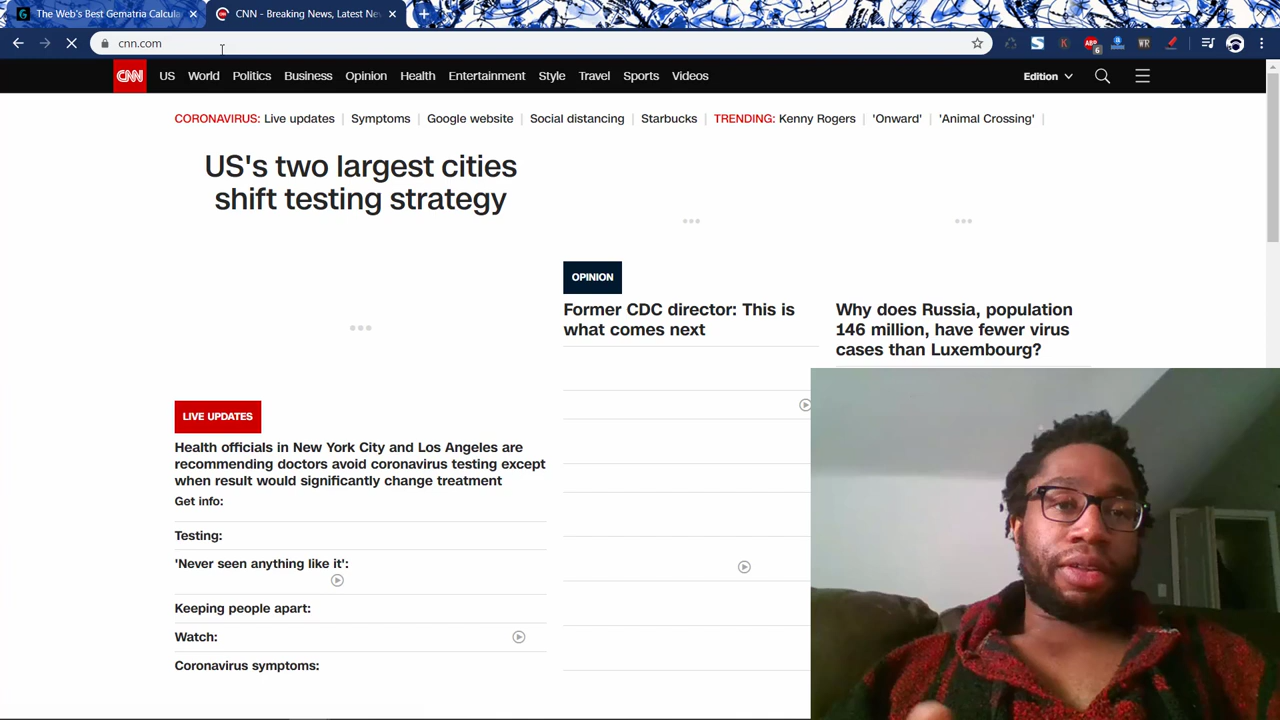 The Web's Best Gematria Calcula
CNN - Breaking News, Latest Ne
cnn.com
ABP
6
WR
CNN US World Politics Business Opinion Health Entertainment Style Travel Sports Videos Edition
CORONAVIRUS: Live updates | Symptoms | Google website | Social distancing | Starbucks | TRENDING: Kenny Rogers | 'Onward' | 'Animal Crossing' |
US's two largest cities
shift testing strategy
LIVE UPDATES
Health officials in New York City and Los Angeles are
recommending doctors avoid coronavirus testing except
when result would significantly change treatment
Get info:
Testing:
'Never seen anything like it':
Keeping people apart:
Watch:
Coronavirus symptoms:
OPINION
Former CDC director: This is
what comes next
Why does Russia, population
146 million, have fewer virus
cases than Luxembourg?